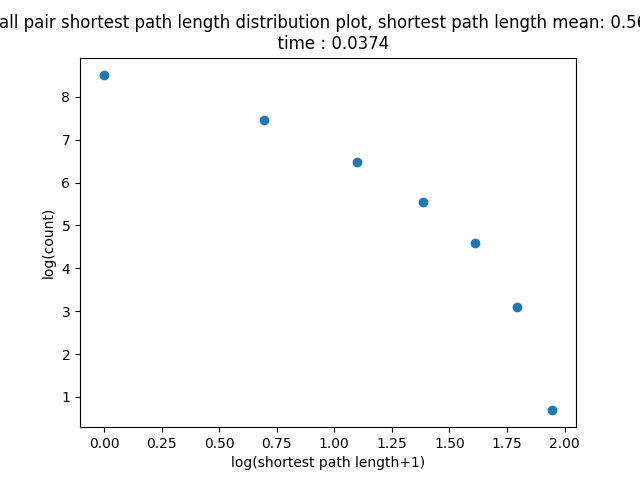 all pair shortest path length distribution plot, shortest path length mean: 0.56
time : 0.0374
log(count)
8
7
6
5
4
3
2
1
0.00 0.25 0.50 0.75 1.00 1.25 1.50 1.75 2.00
log(shortest path length+1)